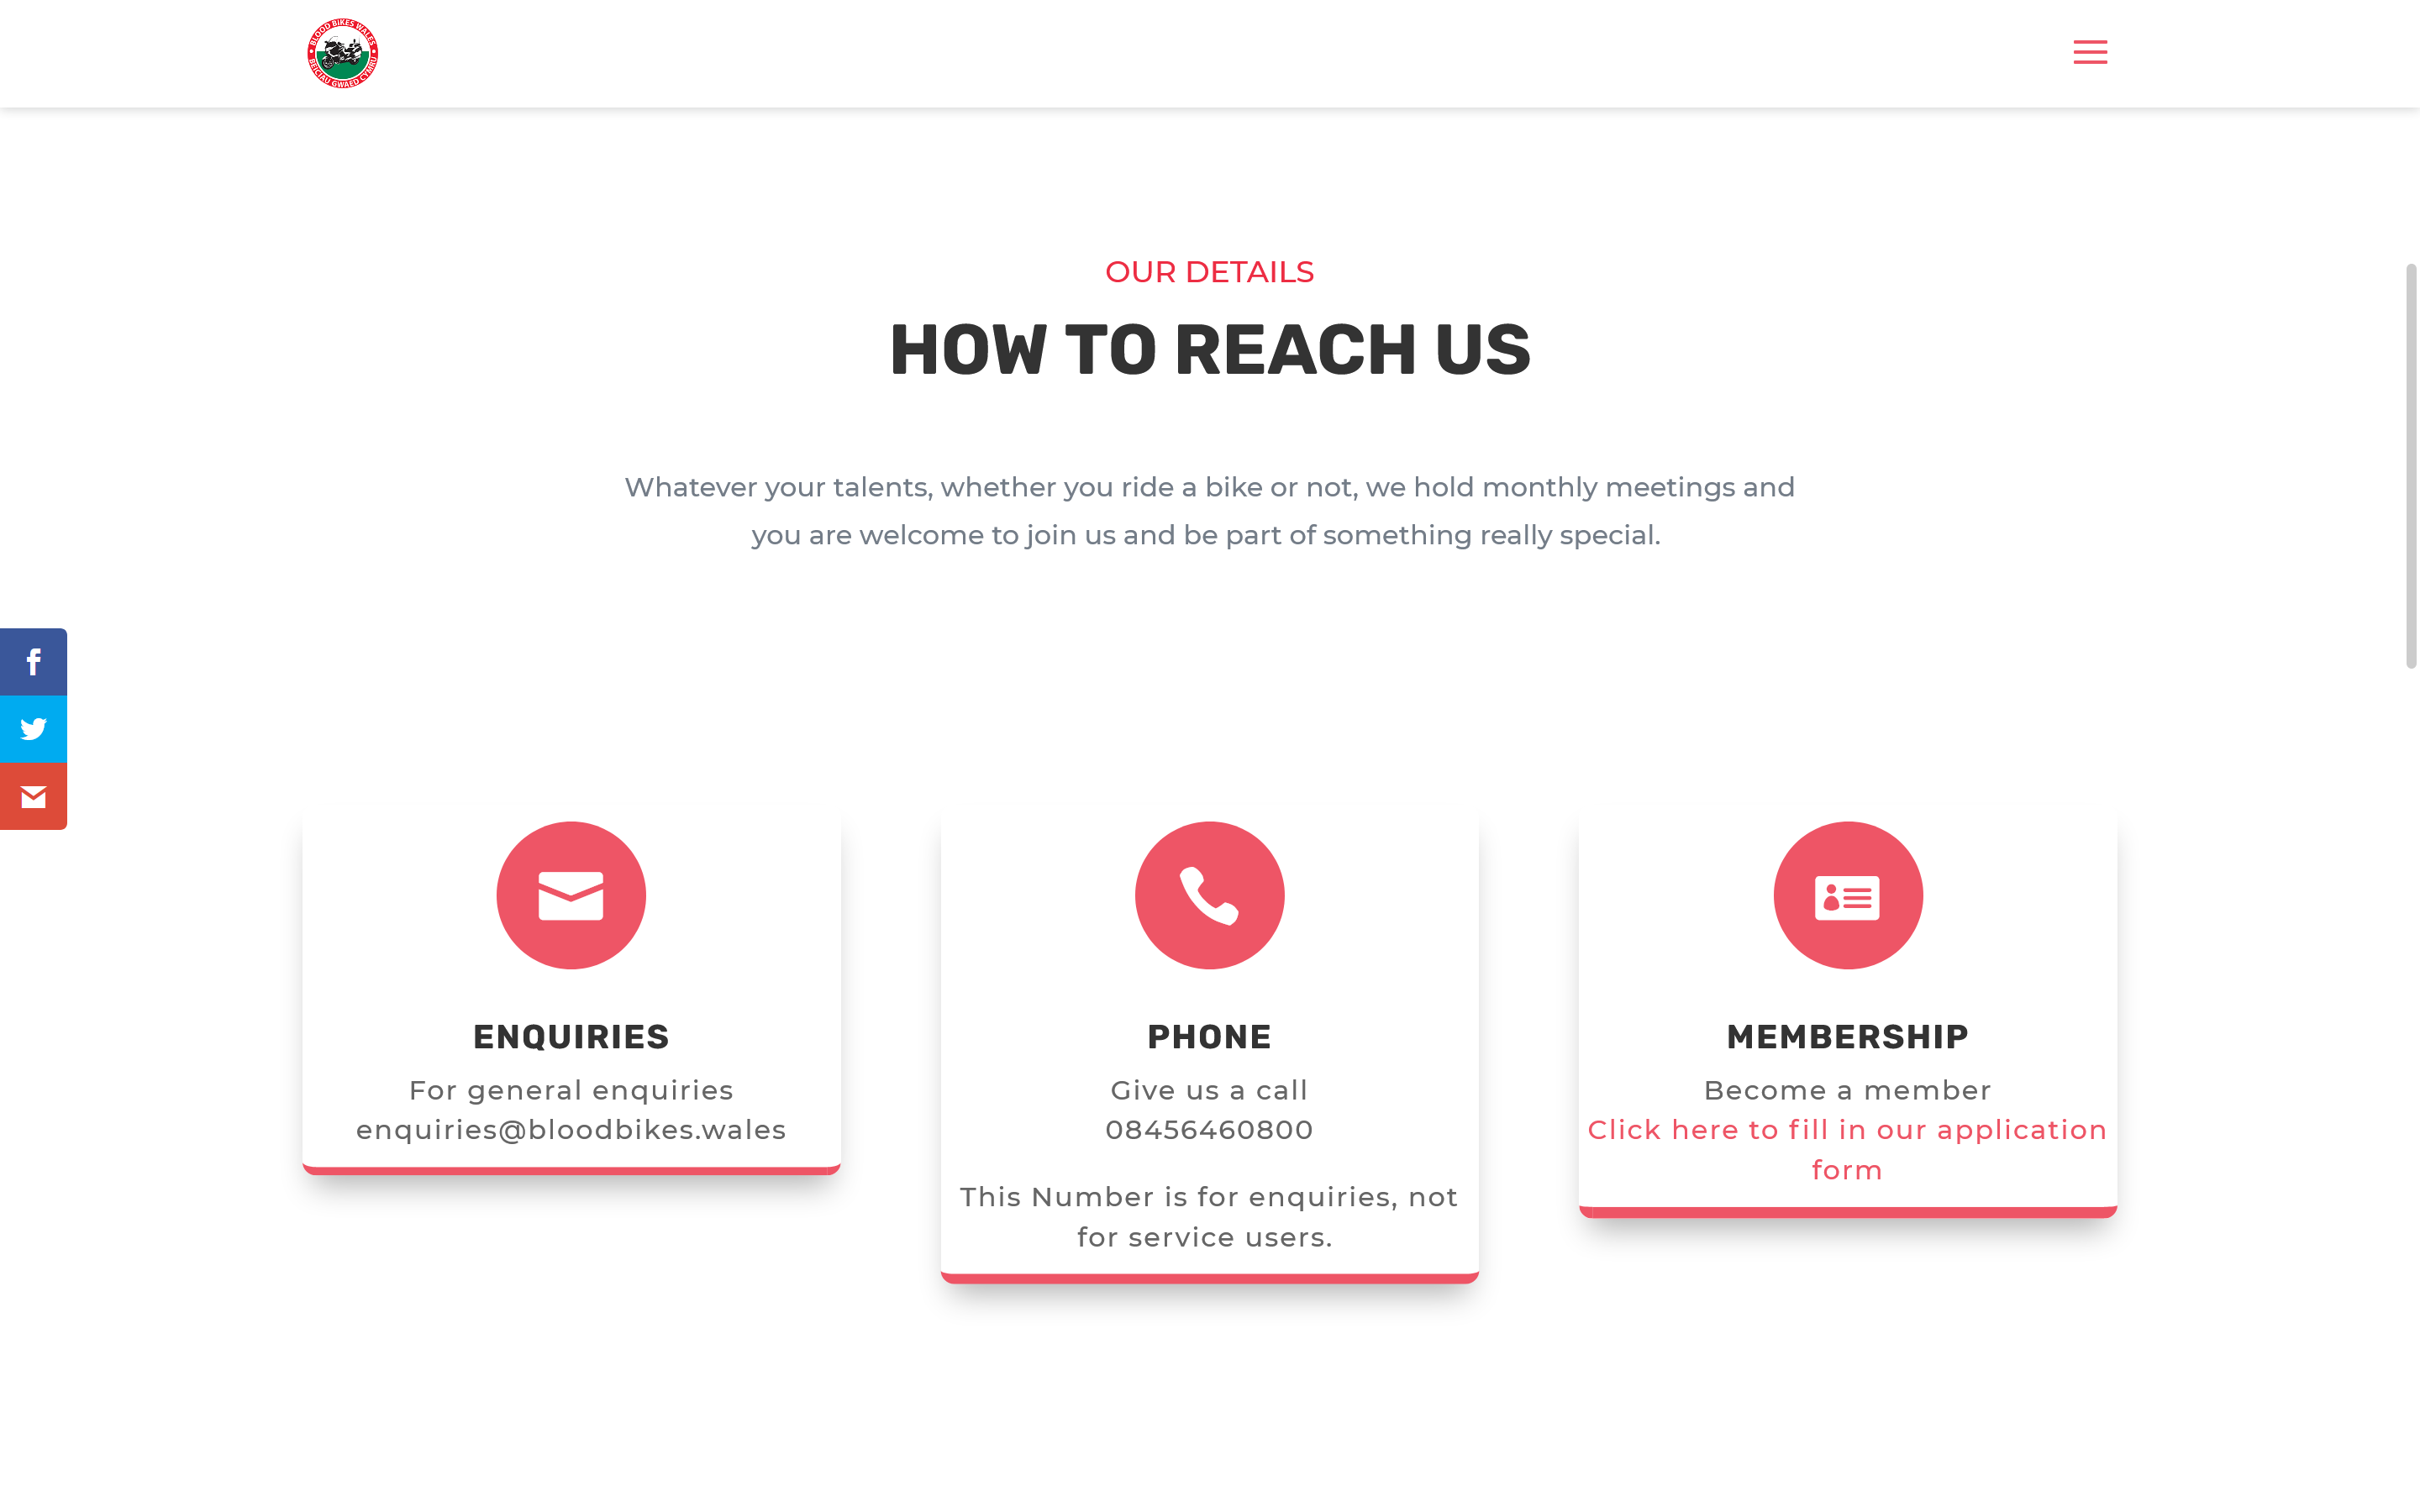 BLOOD BIKES WALES
BEICIAU GWAED CYMRU
OUR DETAILS
HOW TO REACH US
Whatever your talents, whether you ride a bike or not, we hold monthly meetings and
you are welcome to join us and be part of something really special.
ENQUIRIES
For general enquiries
enquiries@bloodbikes.wales
PHONE
Give us a call
08456460800
This Number is for enquiries, not
for service users.
MEMBERSHIP
Become a member
Click here to fill in our application
form